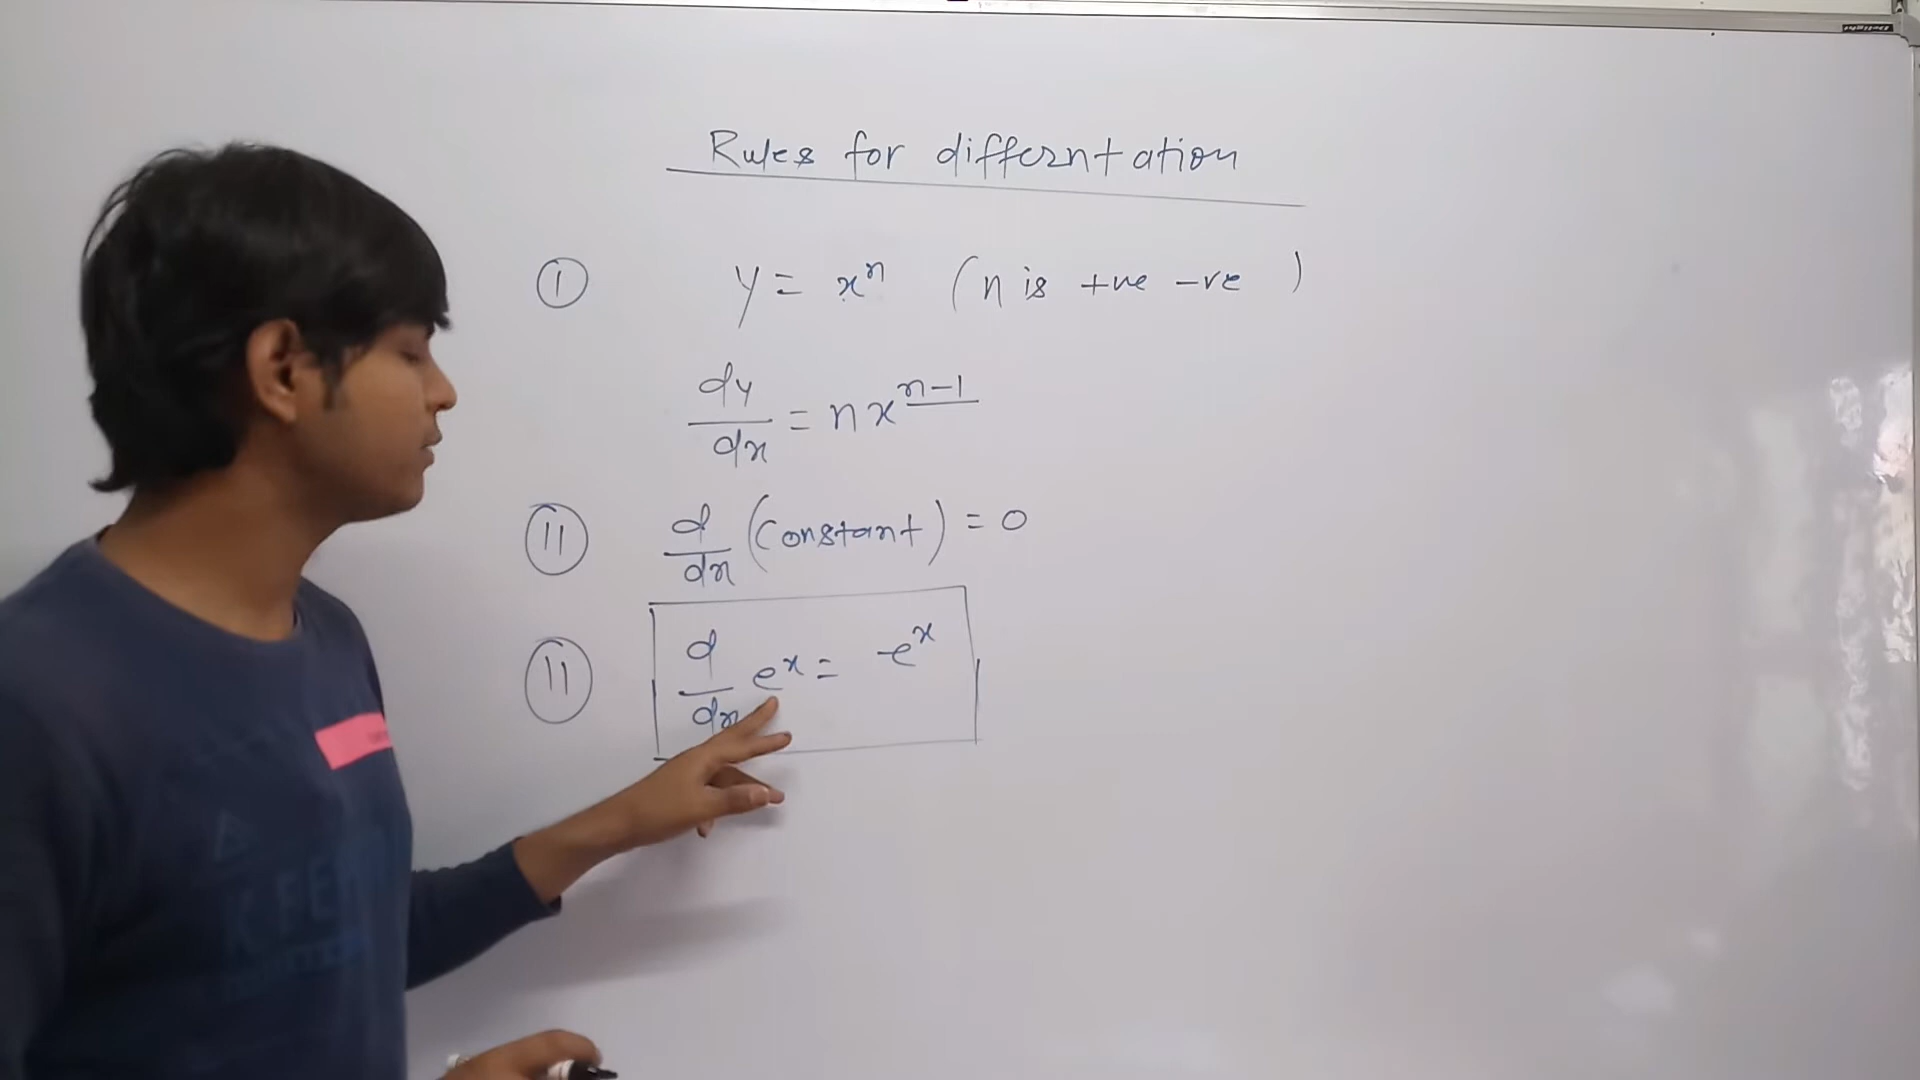 Rules for differntation
(I) y = xⁿ (n is +ve -ve )
dy/dx = nxⁿ⁻¹
(II) d/dx (constant) = 0
(II) d/dx eˣ = eˣ